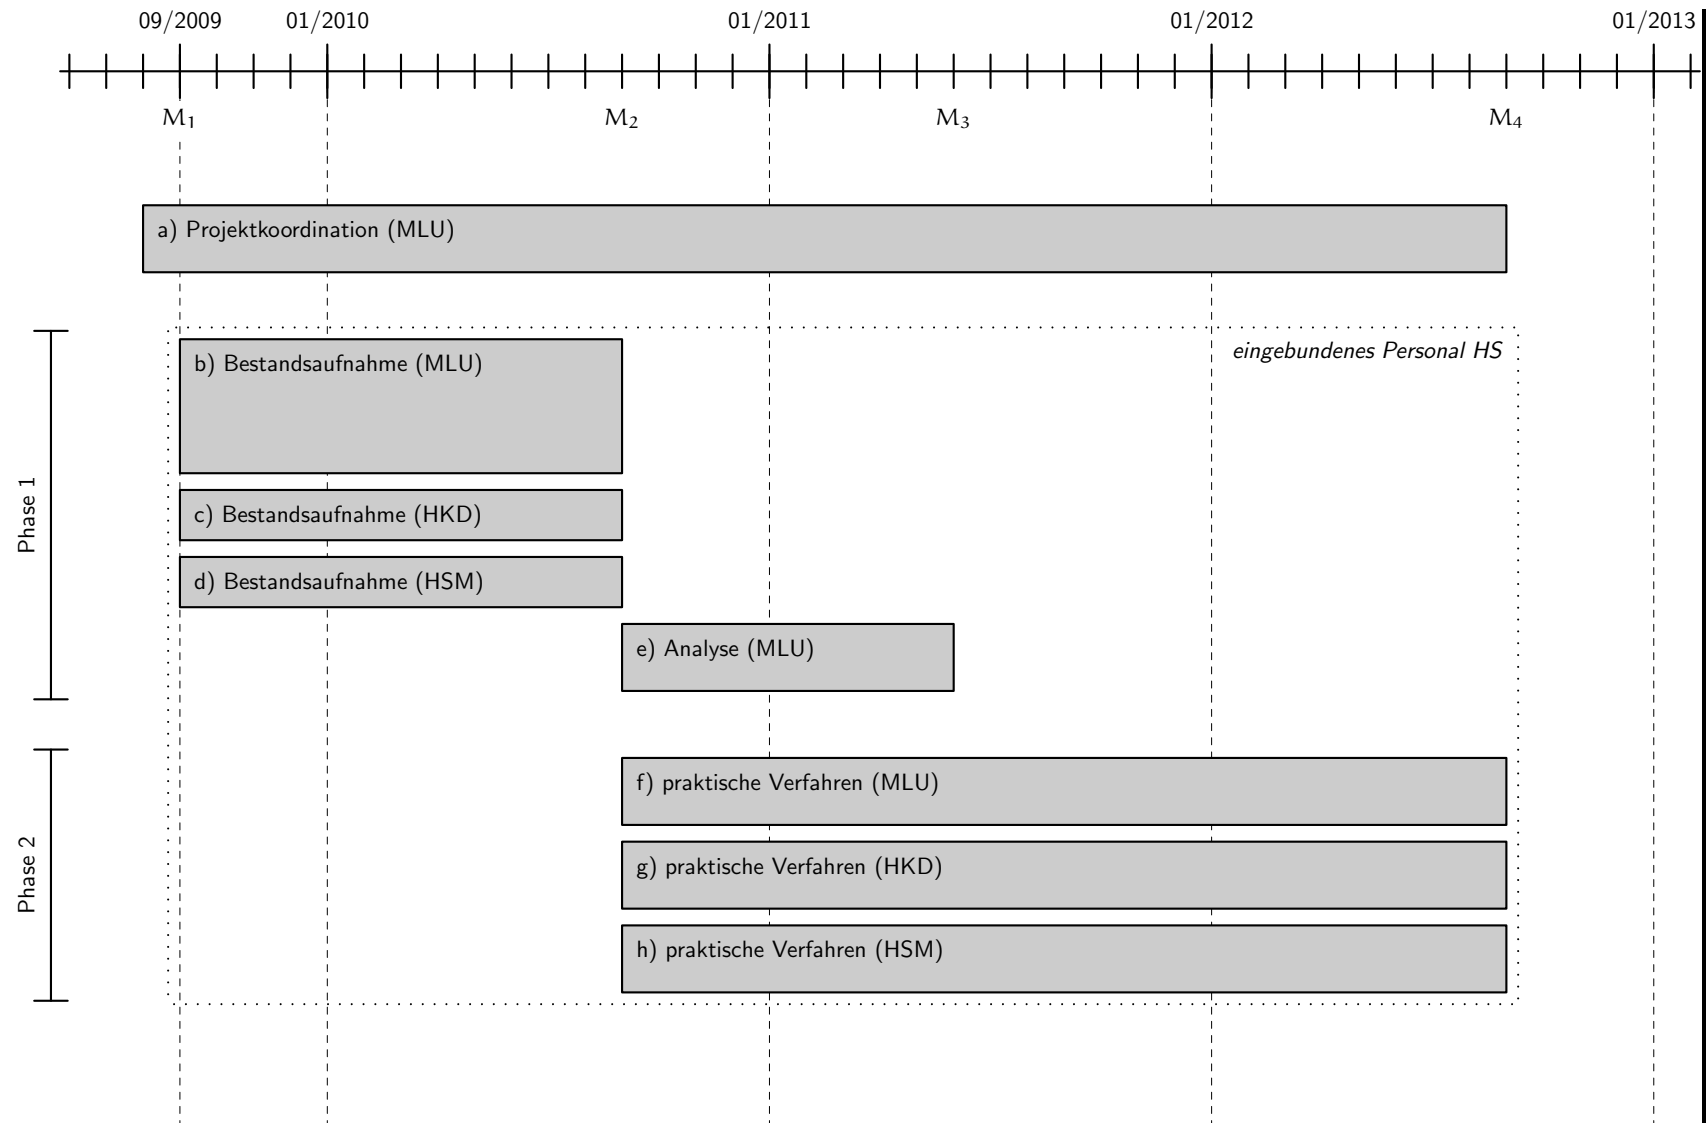 09/2009 01/2010 01/2011 01/2012 01/2013
M₁ M₂ M₃ M₄
a) Projektkoordination (MLU)
eingebundenes Personal HS
Phase 1
b) Bestandsaufnahme (MLU)
c) Bestandsaufnahme (HKD)
d) Bestandsaufnahme (HSM)
e) Analyse (MLU)
Phase 2
f) praktische Verfahren (MLU)
g) praktische Verfahren (HKD)
h) praktische Verfahren (HSM)